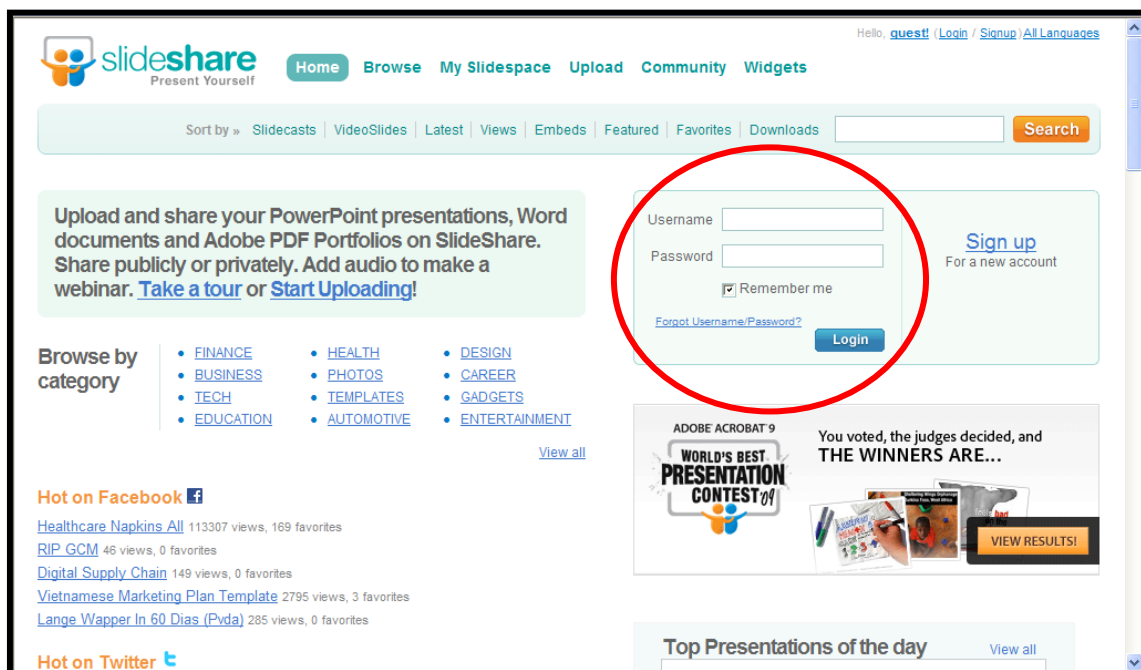 Hello, guest! (Login / Signup) All Languages
slideshare
Present Yourself
Home Browse My Slidespace Upload Community Widgets
Sort by » Slidecasts | VideoSlides | Latest | Views | Embeds | Featured | Favorites | Downloads Search
Upload and share your PowerPoint presentations, Word
documents and Adobe PDF Portfolios on SlideShare.
Share publicly or privately. Add audio to make a
webinar. Take a tour or Start Uploading!
Username
Password
Remember me
Forgot Username/Password?
Login
Sign up
For a new account
Browse by
category
• FINANCE
• BUSINESS
• TECH
• EDUCATION
• HEALTH
• PHOTOS
• TEMPLATES
• AUTOMOTIVE
• DESIGN
• CAREER
• GADGETS
• ENTERTAINMENT
View all
ADOBE ACROBAT 9
WORLD'S BEST
PRESENTATION
CONTEST '09
You voted, the judges decided, and
THE WINNERS ARE...
bad
VIEW RESULTS!
Hot on Facebook
Healthcare Napkins All 113307 views, 169 favorites
RIP GCM 46 views, 0 favorites
Digital Supply Chain 149 views, 0 favorites
Vietnamese Marketing Plan Template 2795 views, 3 favorites
Lange Wapper In 60 Dias (Pvda) 285 views, 0 favorites
Hot on Twitter
Top Presentations of the day View all